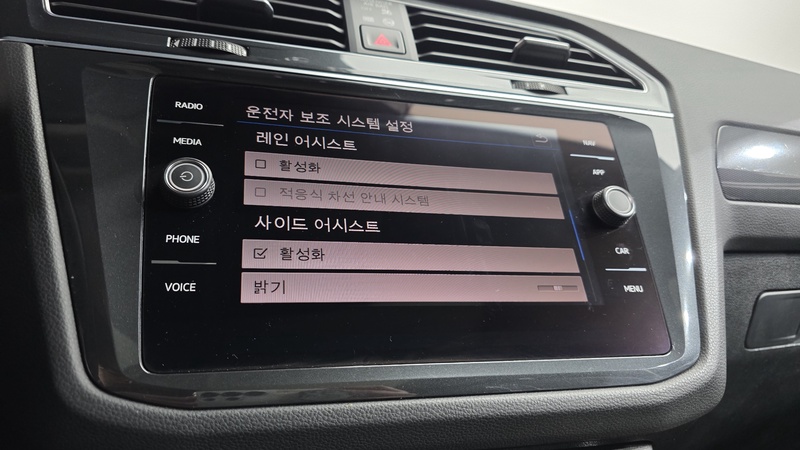 RADIO
MEDIA
PHONE
VOICE
운전자 보조 시스템 설정
레인 어시스트
활성화
적응식 차선 안내 시스템
사이드 어시스트
활성화
밝기
NAV
APP
CAR
MENU